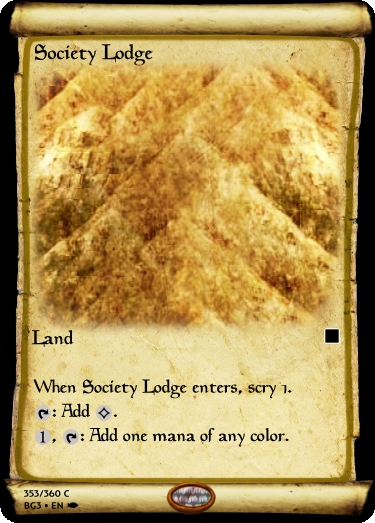 Society Lodge
Land
When Society Lodge enters, scry 1.
: Add .
1, : Add one mana of any color.
353/360 C
BG3 • EN